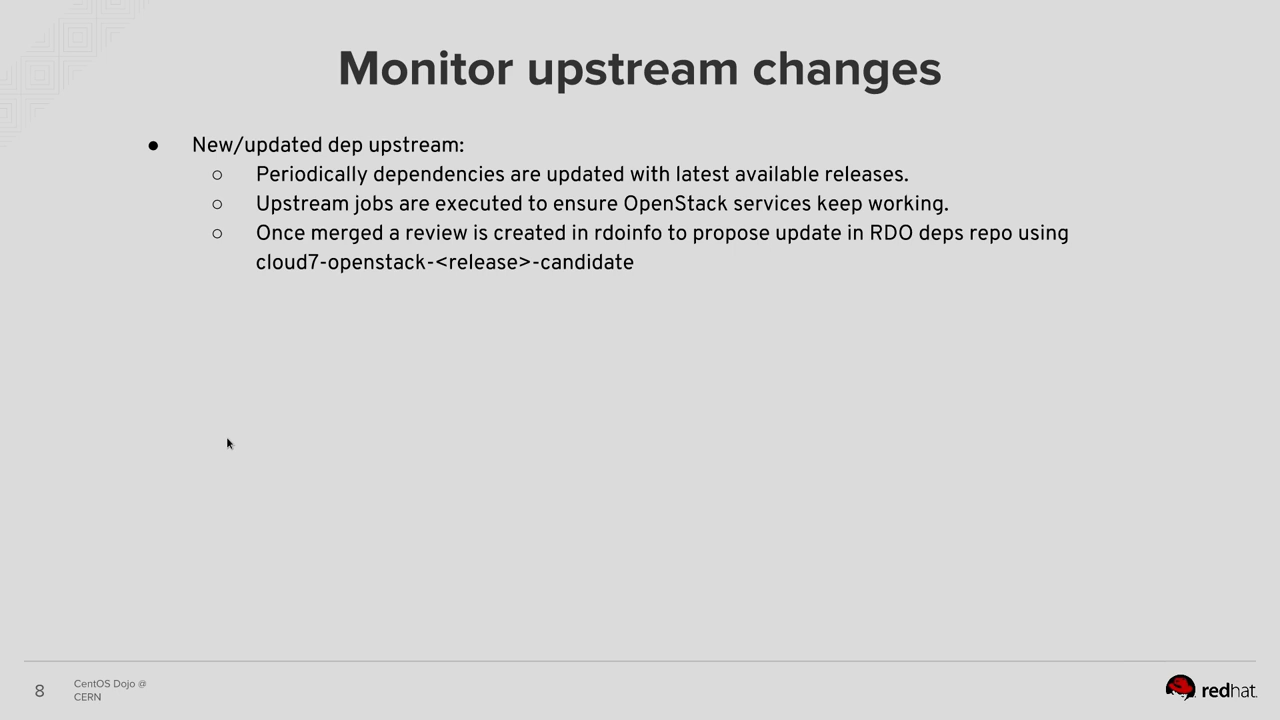 Monitor upstream changes
● New/updated dep upstream:
○ Periodically dependencies are updated with latest available releases.
○ Upstream jobs are executed to ensure OpenStack services keep working.
○ Once merged a review is created in rdoinfo to propose update in RDO deps repo using
cloud7-openstack-<release>-candidate
8
CentOS Dojo @
CERN
redhat.